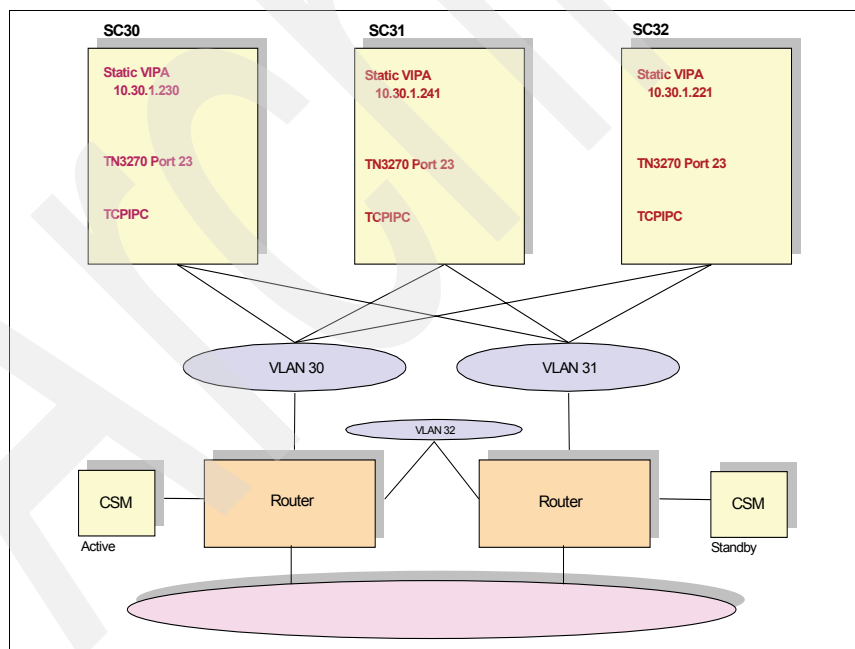 SC30
SC31
SC32
Static VIPA
10.30.1.230
TN3270 Port 23
TCPIPC
Static VIPA
10.30.1.241
TN3270 Port 23
TCPIPC
Static VIPA
10.30.1.221
TN3270 Port 23
TCPIPC
VLAN 30
VLAN 31
VLAN 32
CSM
Active
Router
Router
CSM
Standby